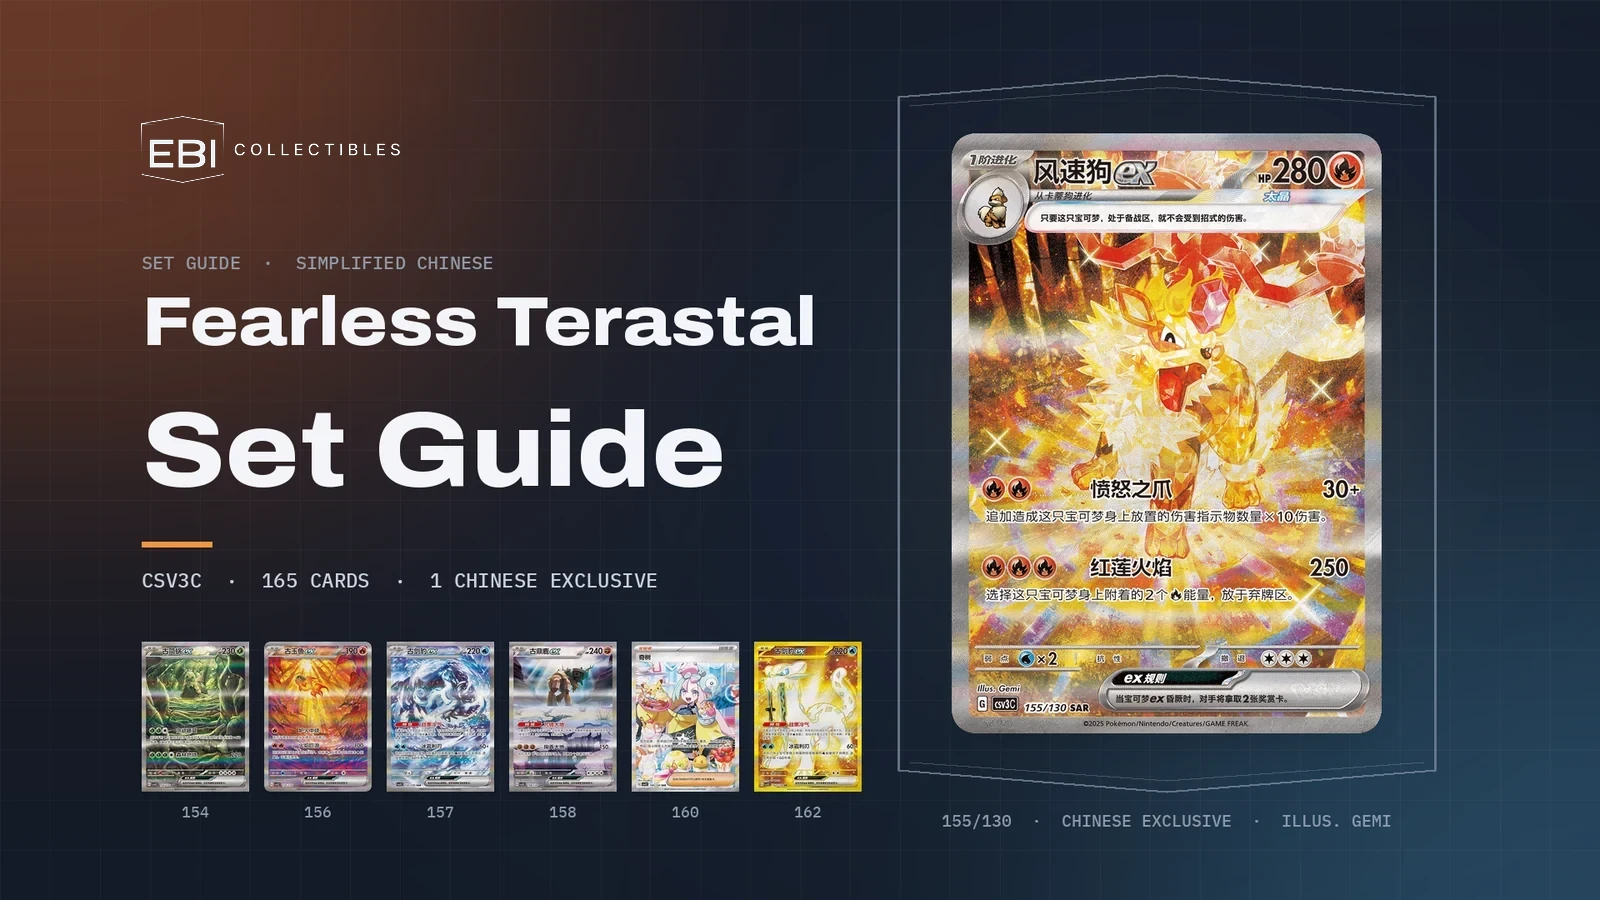 EBI COLLECTIBLES
SET GUIDE · SIMPLIFIED CHINESE
Fearless Terastal
Set Guide
CSV3C · 165 CARDS · 1 CHINESE EXCLUSIVE
154 156 157 158 160 162
1阶进化 风速狗ex HP280
从卡蒂狗进化 太晶
只要这只宝可梦，处于备战区，就不会受到招式的伤害。
愤怒之爪 30+
追加造成这只宝可梦身上放置的伤害指示物数量×10伤害。
红莲火焰 250
选择这只宝可梦身上附着的2个能量，放于弃牌区。
弱点 ×2 抗性 撤退
ex规则
当宝可梦ex昏厥时，对手将拿取2张奖赏卡。
Illus. Gemi
G CSV3C 155/130 SAR
©2025 Pokémon/Nintendo/Creatures/GAME FREAK.
155/130 · CHINESE EXCLUSIVE · ILLUS. GEMI